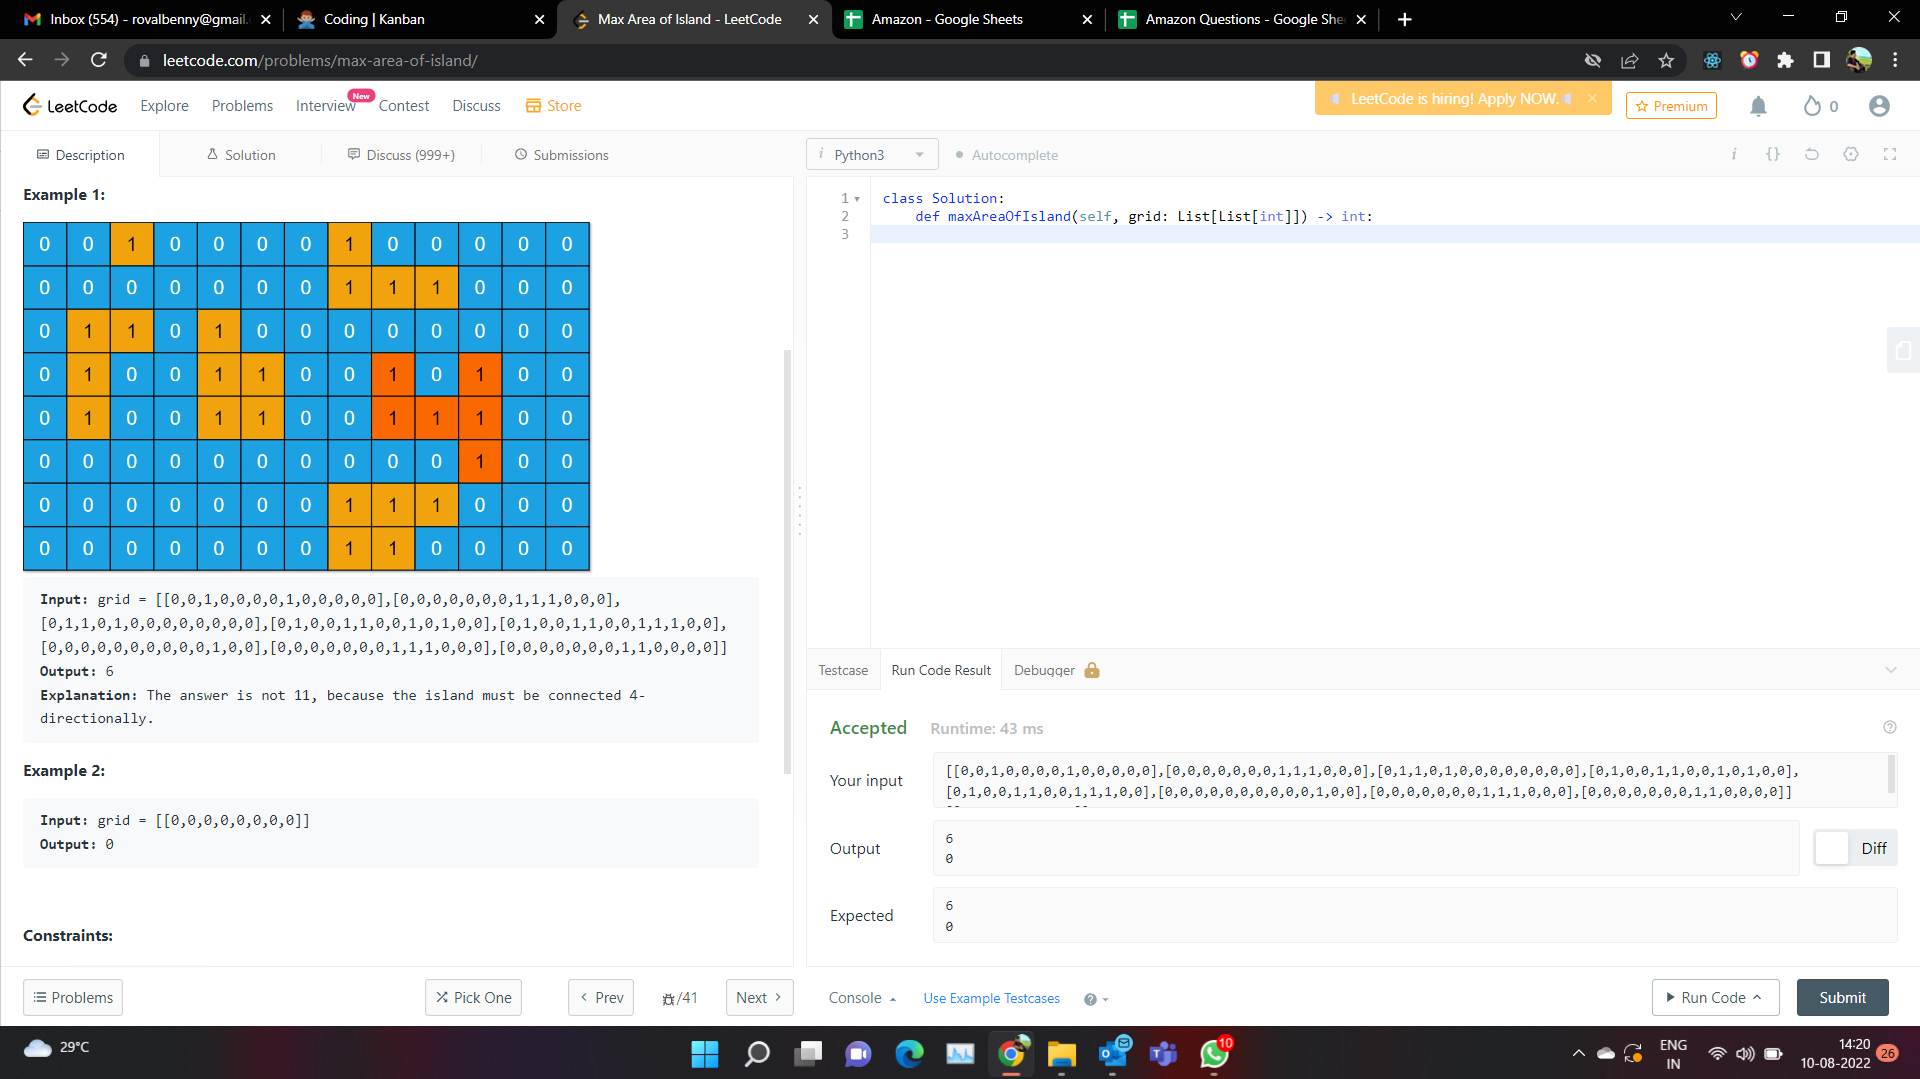 Inbox (554) - rovalbenny@gmail.
Coding | Kanban
Max Area of Island - LeetCode
Amazon - Google Sheets
Amazon Questions - Google She
leetcode.com/problems/max-area-of-island/
LeetCode
Explore
Problems
Interview
New
Contest
Discuss
Store
LeetCode is hiring! Apply NOW.
Premium
0
Description
Solution
Discuss (999+)
Submissions
i Python3
Autocomplete
i {}
Example 1:
0 0 1 0 0 0 0 1 0 0 0 0 0
0 0 0 0 0 0 0 1 1 1 0 0 0
0 1 1 0 1 0 0 0 0 0 0 0 0
0 1 0 0 1 1 0 0 1 0 1 0 0
0 1 0 0 1 1 0 0 1 1 1 0 0
0 0 0 0 0 0 0 0 0 0 1 0 0
0 0 0 0 0 0 0 1 1 1 0 0 0
0 0 0 0 0 0 0 1 1 0 0 0 0
Input: grid = [[0,0,1,0,0,0,0,1,0,0,0,0,0],[0,0,0,0,0,0,0,1,1,1,0,0,0],
[0,1,1,0,1,0,0,0,0,0,0,0,0],[0,1,0,0,1,1,0,0,1,0,1,0,0],[0,1,0,0,1,1,0,0,1,1,1,0,0],
[0,0,0,0,0,0,0,0,0,0,1,0,0],[0,0,0,0,0,0,0,1,1,1,0,0,0],[0,0,0,0,0,0,0,1,1,0,0,0,0]]
Output: 6
Explanation: The answer is not 11, because the island must be connected 4-
directionally.
Example 2:
Input: grid = [[0,0,0,0,0,0,0,0]]
Output: 0
Constraints:
1 class Solution:
2 def maxAreaOfIsland(self, grid: List[List[int]]) -> int:
3
Testcase
Run Code Result
Debugger
Accepted
Runtime: 43 ms
Your input
[[0,0,1,0,0,0,0,1,0,0,0,0,0],[0,0,0,0,0,0,0,1,1,1,0,0,0],[0,1,1,0,1,0,0,0,0,0,0,0,0],[0,1,0,0,1,1,0,0,1,0,1,0,0],
[0,1,0,0,1,1,0,0,1,1,1,0,0],[0,0,0,0,0,0,0,0,0,0,1,0,0],[0,0,0,0,0,0,0,1,1,1,0,0,0],[0,0,0,0,0,0,0,1,1,0,0,0,0]]
Output
6
0
Diff
Expected
6
0
Problems
Pick One
Prev
/41
Next
Console
Use Example Testcases
Run Code
Submit
29°C
10
ENG
IN
14:20
10-08-2022
26